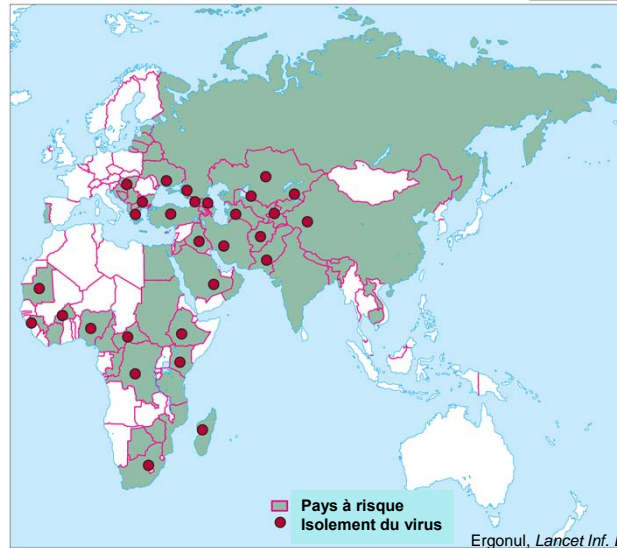 Pays à risque
Isolement du virus
Ergonul, Lancet Inf.